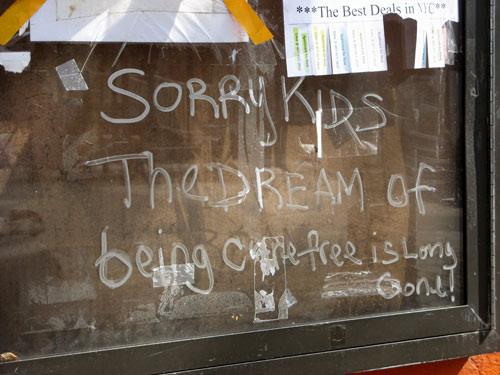 ***The Best Deals in NYC**
SORRY KIDS
The DREAM of
being carefree is Long
Gone!